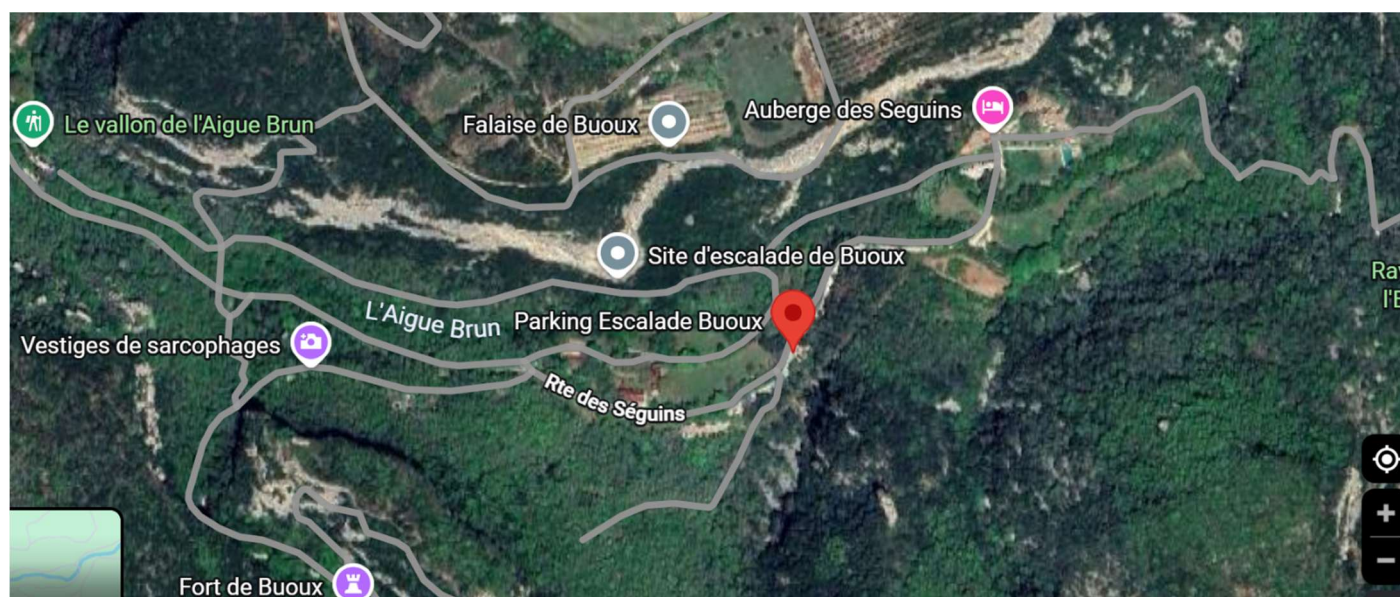 Auberge des Seguins
Le vallon de l'Aigue Brun
Falaise de Buoux
Site d'escalade de Buoux
L'Aigue Brun
Parking Escalade Buoux
Vestiges de sarcophages
Rte des Séguins
Fort de Buoux